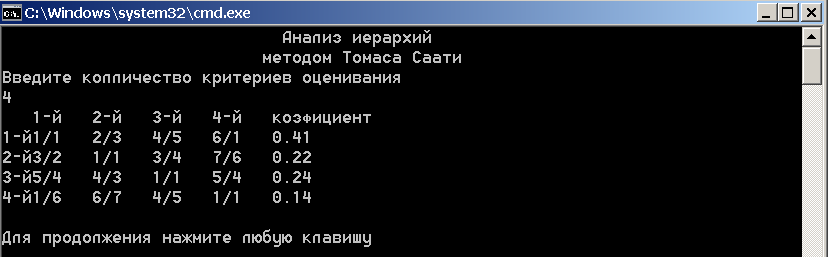 C:\Windows\system32\cmd.exe
Анализ иерархий
методом Томаса Саати
Введите колличество критериев оценивания
4
1-й 2-й 3-й 4-й коэфициент
1-й1/1 2/3 4/5 6/1 0.41
2-й3/2 1/1 3/4 7/6 0.22
3-й5/4 4/3 1/1 5/4 0.24
4-й1/6 6/7 4/5 1/1 0.14
Для продолжения нажмите любую клавишу